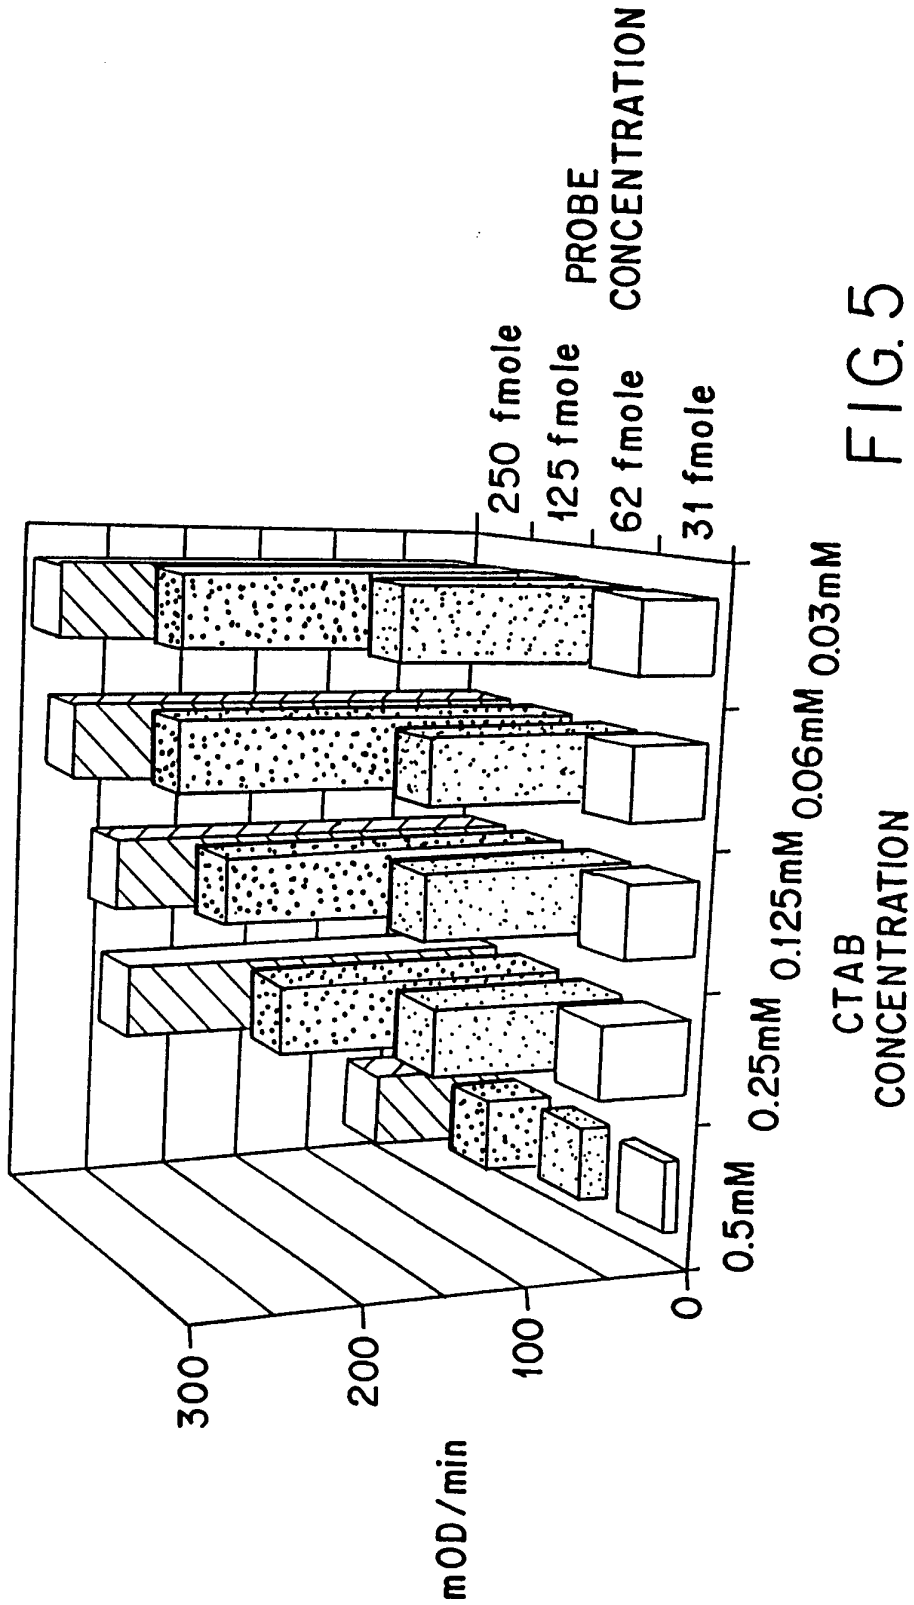 mOD/min
300
200
100
0
0.5mM
0.25mM
0.125mM
0.06mM
0.03mM
CTAB
CONCENTRATION
250 fmole
125 fmole
62 fmole
31 fmole
PROBE
CONCENTRATION
FIG. 5